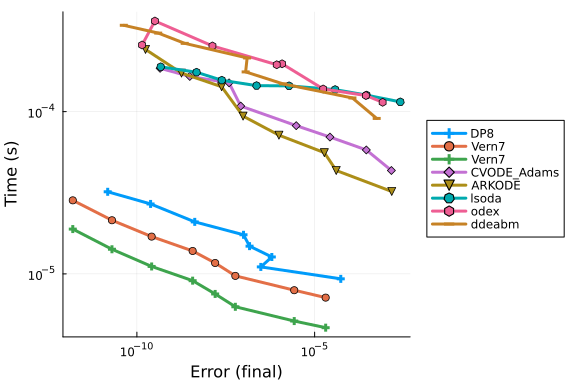 Time (s)
10⁻⁴
10⁻⁵
10⁻¹⁰
10⁻⁵
Error (final)
DP8
Vern7
Vern7
CVODE_Adams
ARKODE
lsoda
odex
ddeabm